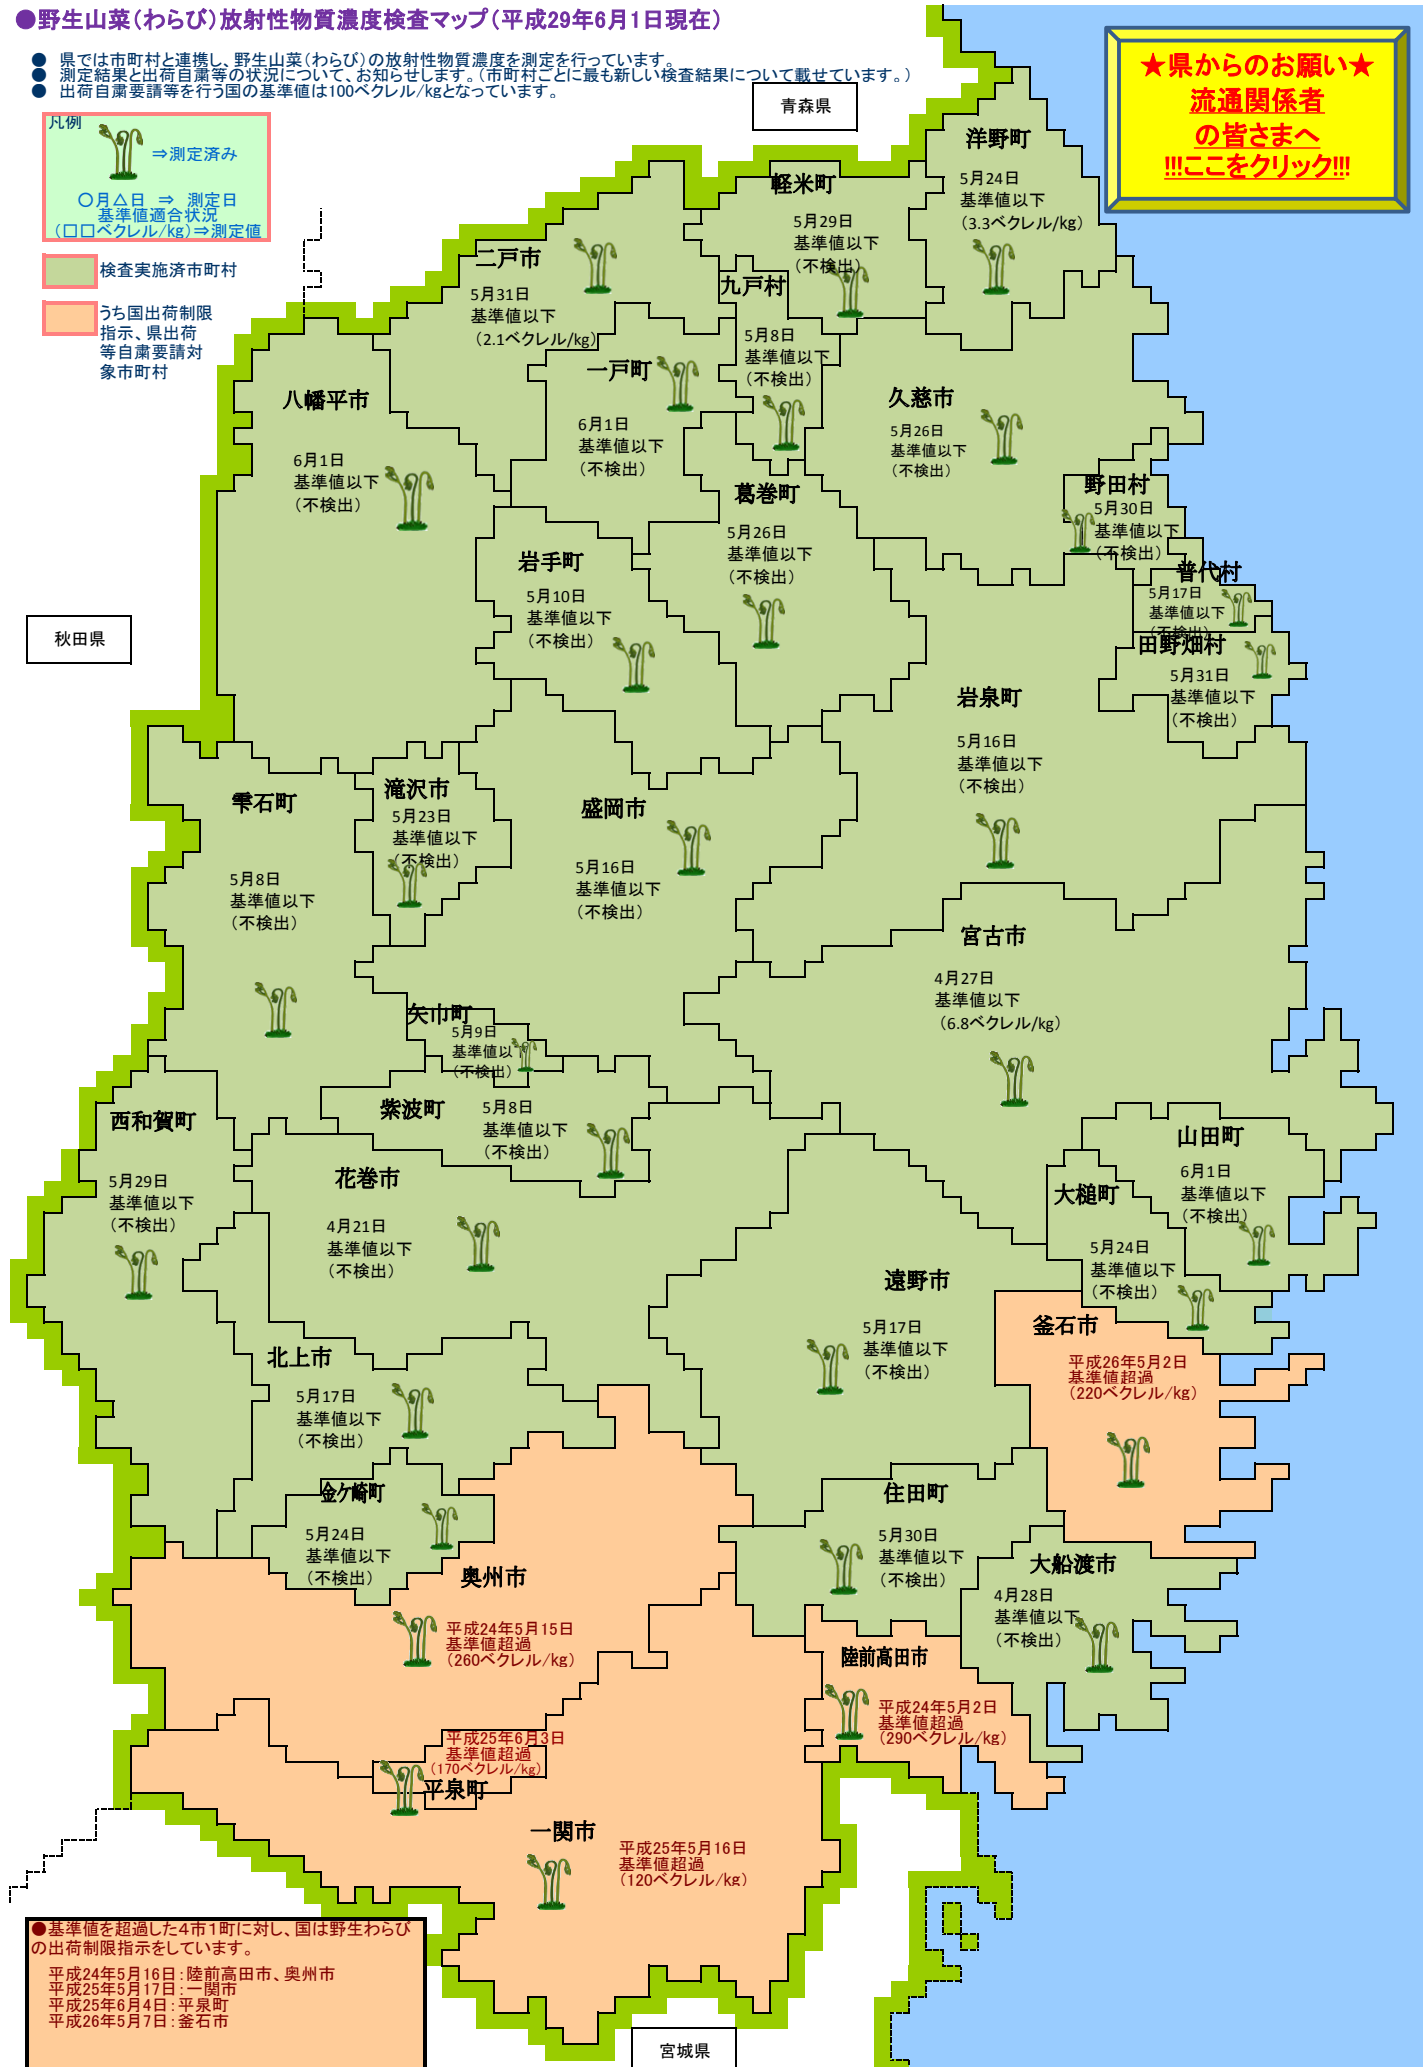 ●野生山菜（わらび）放射性物質濃度検査マップ（平成29年6月1日現在）
● 県では市町村と連携し、野生山菜（わらび）の放射性物質濃度を測定を行っています。
● 測定結果と出荷自粛等の状況について、お知らせします。（市町村ごとに最も新しい検査結果について載せています。）
● 出荷自粛要請等を行う国の基準値は100ベクレル/kgとなっています。
★県からのお願い★
流通関係者
の皆さまへ
!!!ここをクリック!!!
凡例
⇒測定済み
〇月△日 ⇒ 測定日
基準値適合状況
（□□ベクレル/kg）⇒測定値
検査実施済市町村
うち国出荷制限
指示、県出荷
等自粛要請対
象市町村
青森県
洋野町
5月24日
基準値以下
（3.3ベクレル/kg）
軽米町
5月29日
基準値以下
（不検出）
二戸市
5月31日
基準値以下
（2.1ベクレル/kg）
九戸村
5月8日
基準値以下
（不検出）
一戸町
6月1日
基準値以下
（不検出）
八幡平市
6月1日
基準値以下
（不検出）
久慈市
5月26日
基準値以下
（不検出）
野田村
5月30日
基準値以下
（不検出）
葛巻町
5月26日
基準値以下
（不検出）
岩手町
5月10日
基準値以下
（不検出）
普代村
5月17日
基準値以下
（不検出）
秋田県
田野畑村
5月31日
基準値以下
（不検出）
岩泉町
5月16日
基準値以下
（不検出）
雫石町
5月8日
基準値以下
（不検出）
滝沢市
5月23日
基準値以下
（不検出）
盛岡市
5月16日
基準値以下
（不検出）
宮古市
4月27日
基準値以下
（6.8ベクレル/kg）
矢巾町
5月9日
基準値以下
（不検出）
紫波町
5月8日
基準値以下
（不検出）
西和賀町
5月29日
基準値以下
（不検出）
花巻市
4月21日
基準値以下
（不検出）
山田町
6月1日
基準値以下
（不検出）
大槌町
5月24日
基準値以下
（不検出）
遠野市
5月17日
基準値以下
（不検出）
釜石市
平成26年5月2日
基準値超過
（220ベクレル/kg）
北上市
5月17日
基準値以下
（不検出）
金ケ崎町
5月24日
基準値以下
（不検出）
住田町
5月30日
基準値以下
（不検出）
大船渡市
4月28日
基準値以下
（不検出）
奥州市
平成24年5月15日
基準値超過
（260ベクレル/kg）
陸前高田市
平成24年5月2日
基準値超過
（290ベクレル/kg）
平成25年6月3日
基準値超過
（170ベクレル/kg）
平泉町
一関市
平成25年5月16日
基準値超過
（120ベクレル/kg）
●基準値を超過した４市１町に対し、国は野生わらび
の出荷制限指示をしています。
平成24年5月16日：陸前高田市、奥州市
平成25年5月17日：一関市
平成25年6月4日：平泉町
平成26年5月7日：釜石市
宮城県